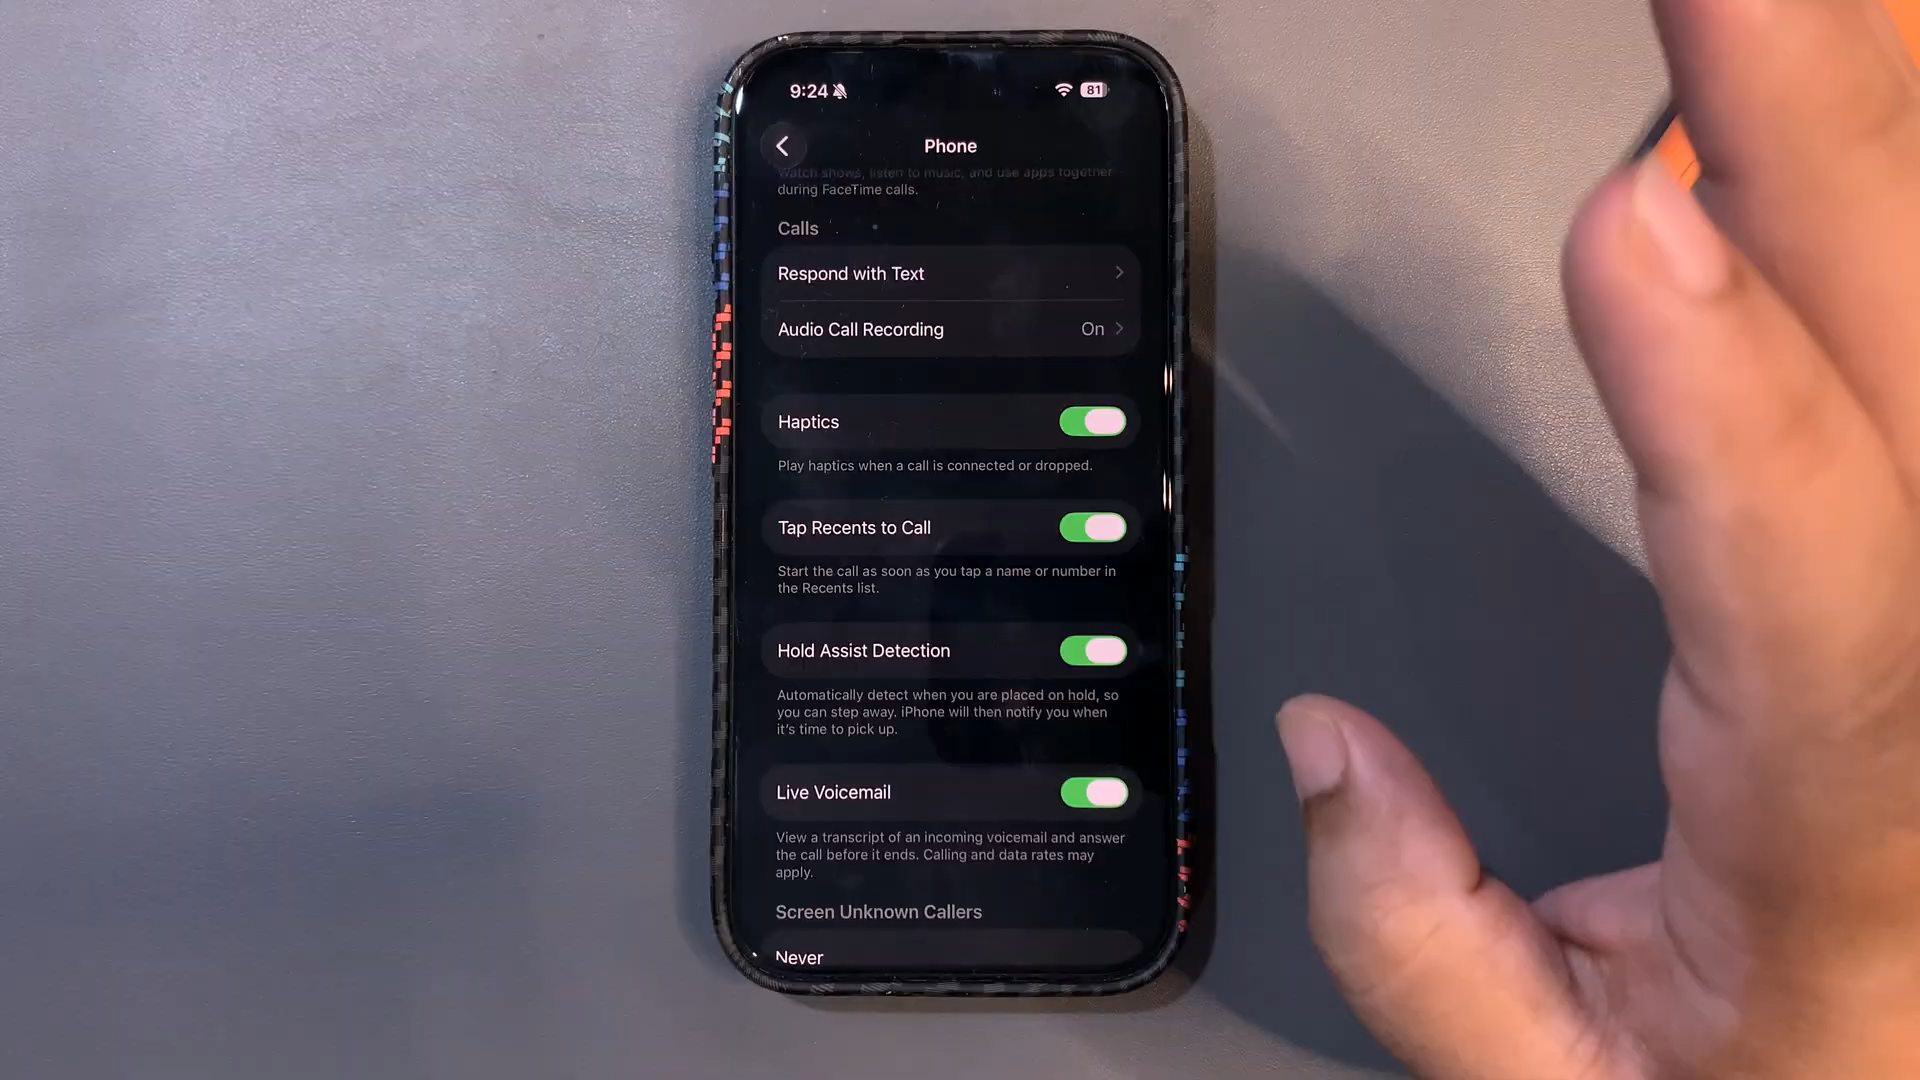 9:24
81
Phone
Watch shows, listen to music, and use apps together
during FaceTime calls.
Calls
Respond with Text
Audio Call Recording On
Haptics
Play haptics when a call is connected or dropped.
Tap Recents to Call
Start the call as soon as you tap a name or number in
the Recents list.
Hold Assist Detection
Automatically detect when you are placed on hold, so
you can step away. iPhone will then notify you when
it's time to pick up.
Live Voicemail
View a transcript of an incoming voicemail and answer
the call before it ends. Calling and data rates may
apply.
Screen Unknown Callers
Never